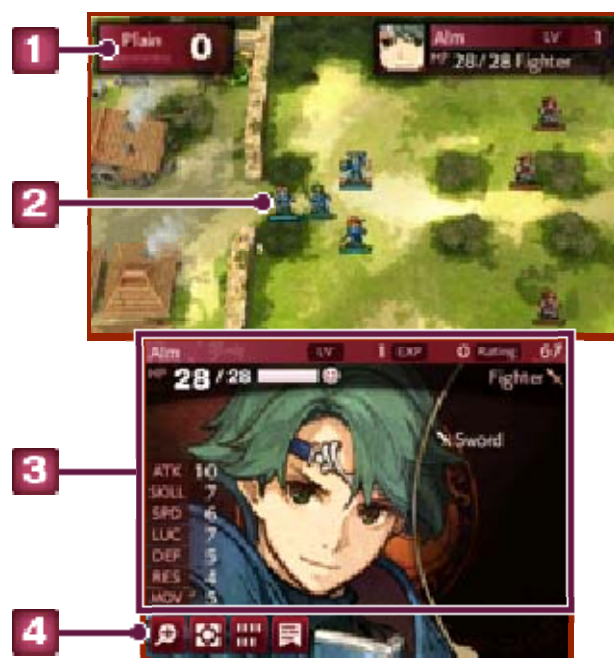 1
Plain 0
Alm LV 1
HP 28/28 Fighter
2
3
Alm LV 1 EXP 0 Rating 67
HP 28/28
Fighter
Sword
ATK 10
SKILL 7
SPD 6
LUC 7
DEF 5
RES 4
MOV 5
4